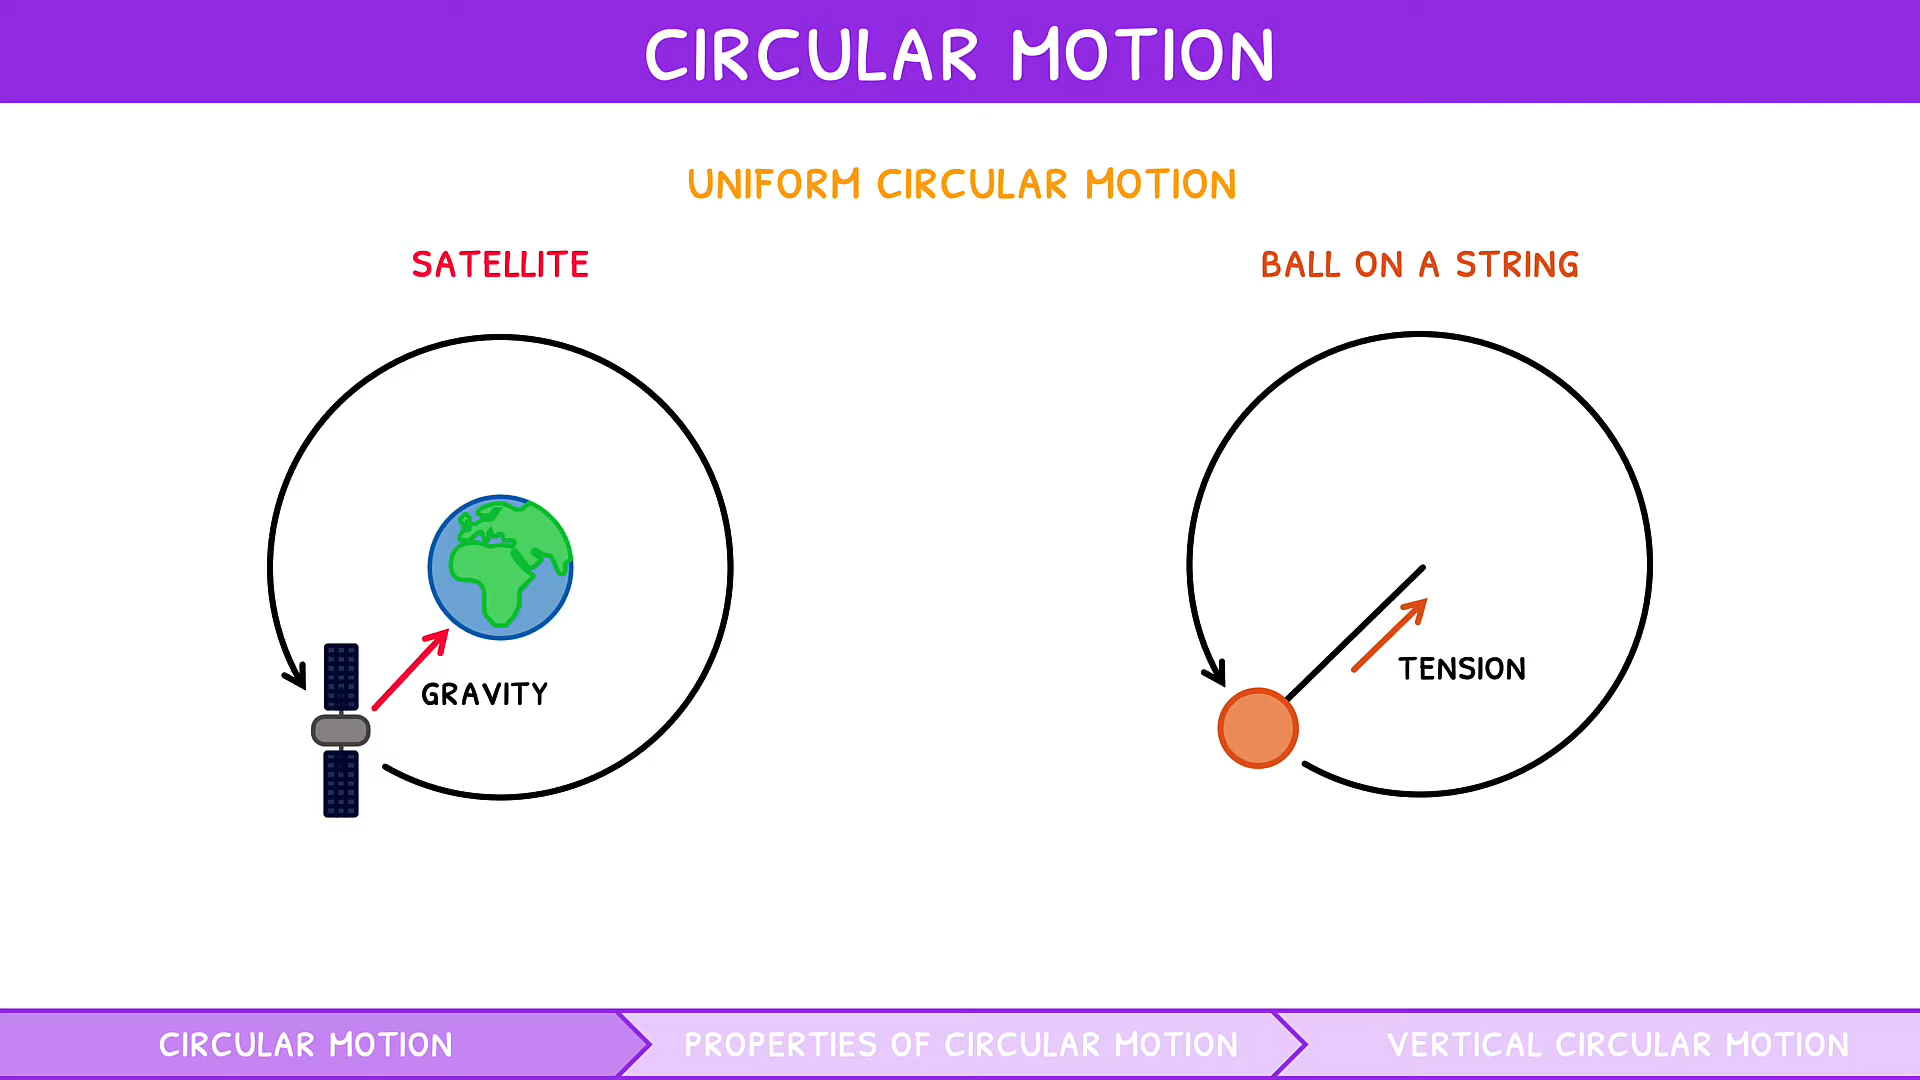 CIRCULAR MOTION
UNIFORM CIRCULAR MOTION
SATELLITE
BALL ON A STRING
GRAVITY
TENSION
CIRCULAR MOTION
PROPERTIES OF CIRCULAR MOTION
VERTICAL CIRCULAR MOTION